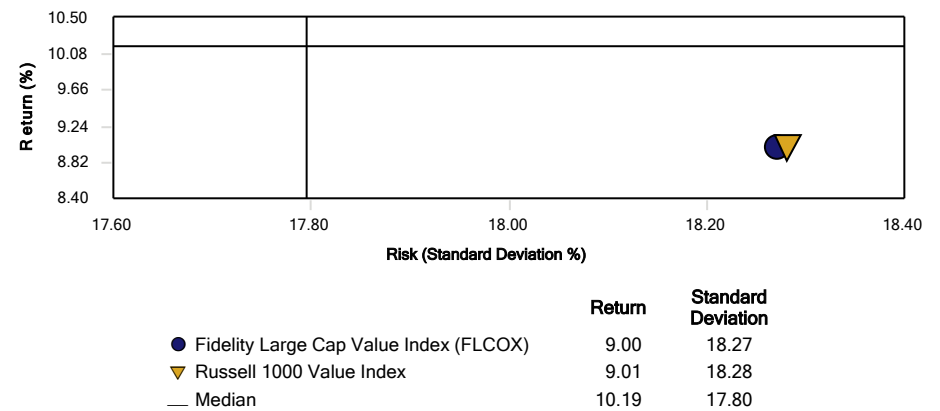 10.50
10.08
9.66
9.24
8.82
8.40
Return (%)
17.60 17.80 18.00 18.20 18.40
Risk (Standard Deviation %)
Return Standard Deviation
Fidelity Large Cap Value Index (FLCOX) 9.00 18.27
Russell 1000 Value Index 9.01 18.28
Median 10.19 17.80